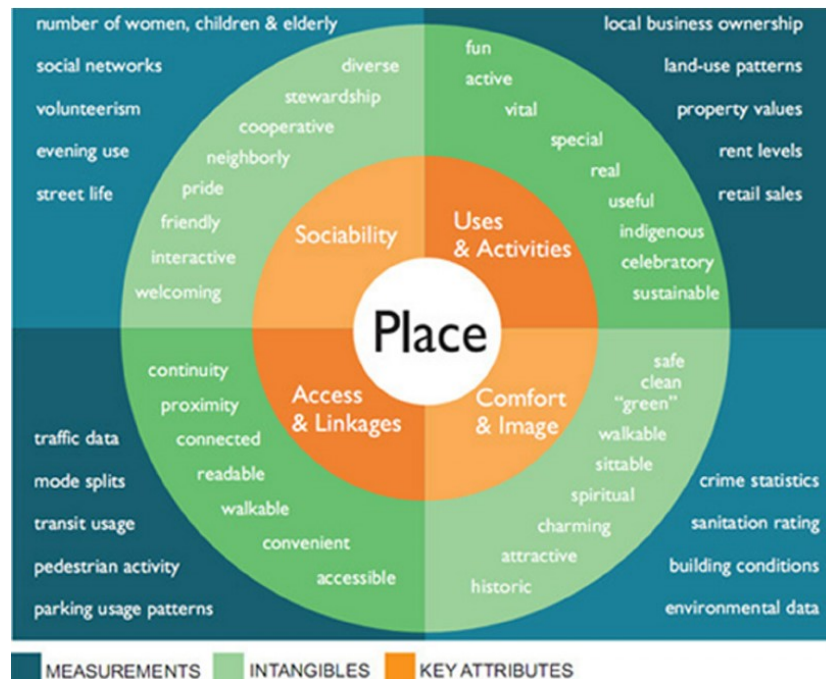 number of women, children & elderly
social networks
volunteerism
evening use
street life
diverse
stewardship
cooperative
neighborly
pride
friendly
interactive
welcoming
Sociability
fun
active
vital
special
real
useful
indigenous
celebratory
sustainable
Uses
& Activities
local business ownership
land-use patterns
property values
rent levels
retail sales
Place
continuity
proximity
connected
readable
walkable
convenient
accessible
Access
& Linkages
traffic data
mode splits
transit usage
pedestrian activity
parking usage patterns
Comfort
& Image
safe
clean
“green”
walkable
sittable
spiritual
charming
attractive
historic
crime statistics
sanitation rating
building conditions
environmental data
MEASUREMENTS INTANGIBLES KEY ATTRIBUTES